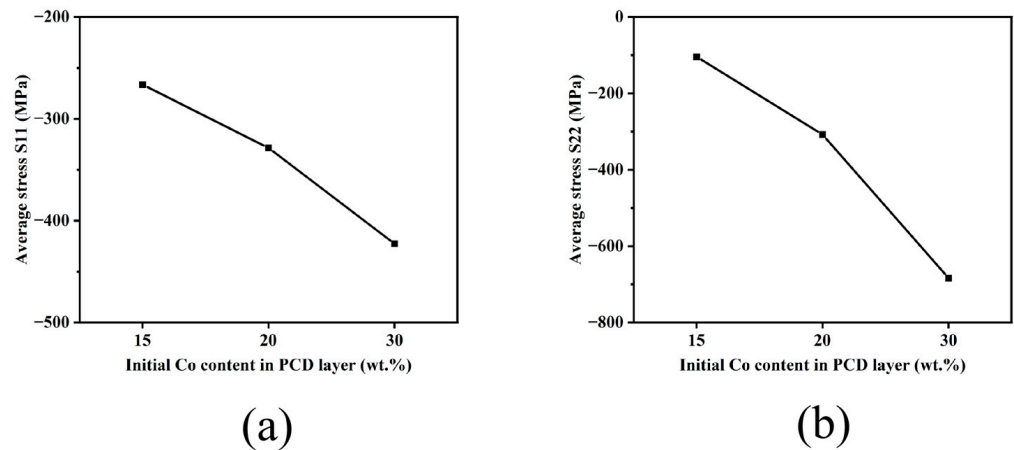 −200
−300
−400
−500
Average stress S11 (MPa)
15 20 30
Initial Co content in PCD layer (wt.%)
(a)
0
−200
−400
−600
−800
Average stress S22 (MPa)
15 20 30
Initial Co content in PCD layer (wt.%)
(b)